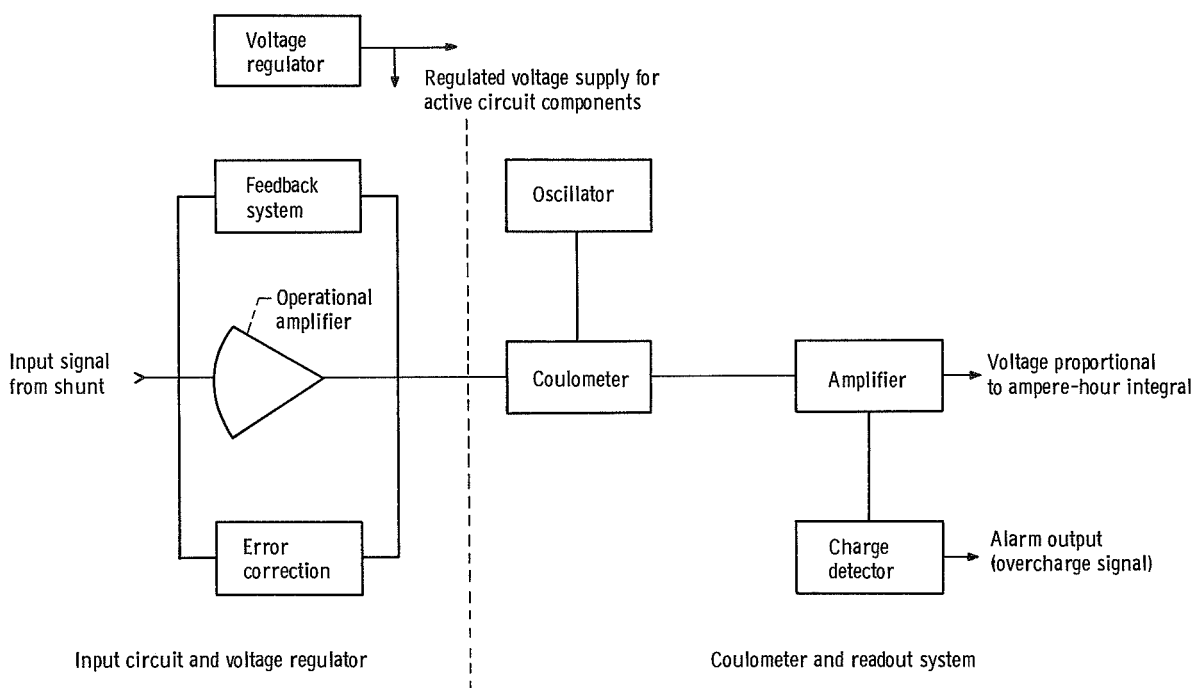 Voltage
regulator
Regulated voltage supply for
active circuit components
Feedback
system
Oscillator
Operational
amplifier
Input signal
from shunt
Coulometer
Amplifier
Voltage proportional
to ampere-hour integral
Error
correction
Charge
detector
Alarm output
(overcharge signal)
Input circuit and voltage regulator
Coulometer and readout system